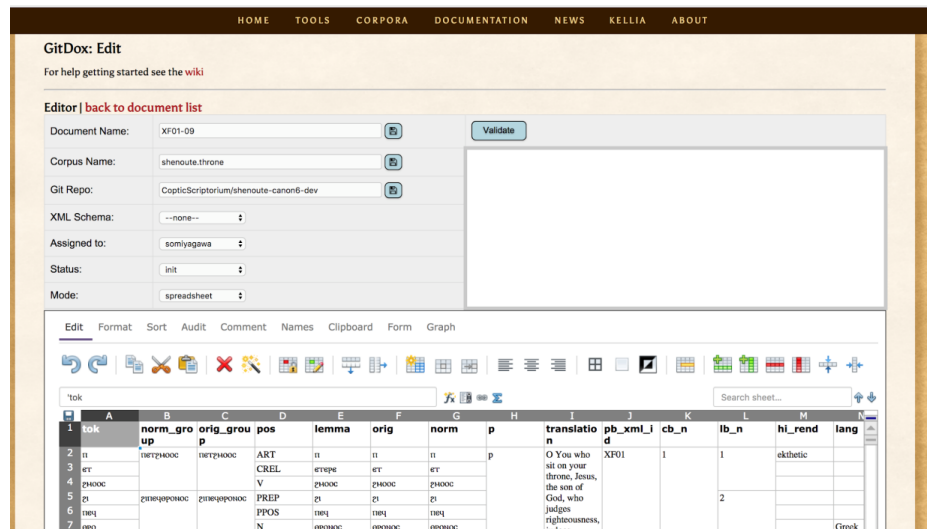 HOME TOOLS CORPORA DOCUMENTATION NEWS KELLIA ABOUT
GitDox: Edit
For help getting started see the wiki
Editor | back to document list
Document Name: XF01-09 Validate
Corpus Name: shenoute.throne
Git Repo: CopticScriptorium/shenoute-canon6-dev
XML Schema: --none--
Assigned to: somiyagawa
Status: init
Mode: spreadsheet
Edit Format Sort Audit Comment Names Clipboard Form Graph
'tok Search sheet...
A B C D E F G H I J K L M N
1 tok norm_gro orig_grou pos lemma orig norm p translatio pb_xml_i cb_n lb_n hi_rend lang
up p n d
2 ⲡ ⲡⲉⲧϩⲙⲟⲟⲥ ⲡⲉⲧϩⲙⲟⲟⲥ ART ⲡ ⲡ ⲡ p O You who XF01 1 1 ekthetic
3 ⲉⲧ CREL ⲉⲧⲉⲣⲉ ⲉⲧ ⲉⲧ sit on your
throne, Jesus,
4 ϩⲙⲟⲟⲥ V ϩⲙⲟⲟⲥ ϩⲙⲟⲟⲥ ϩⲙⲟⲟⲥ the son of
5 ϩⲓ ϩⲓⲡⲉϥⲑⲣⲟⲛⲟⲥ ϩⲓⲡⲉϥⲑⲣⲟⲛⲟⲥ PREP ϩⲓ ϩⲓ ϩⲓ God, who 2
6 ⲡⲉϥ PPOS ⲡⲉϥ ⲡⲉϥ ⲡⲉϥ judges
righteousness,
7 N Greek